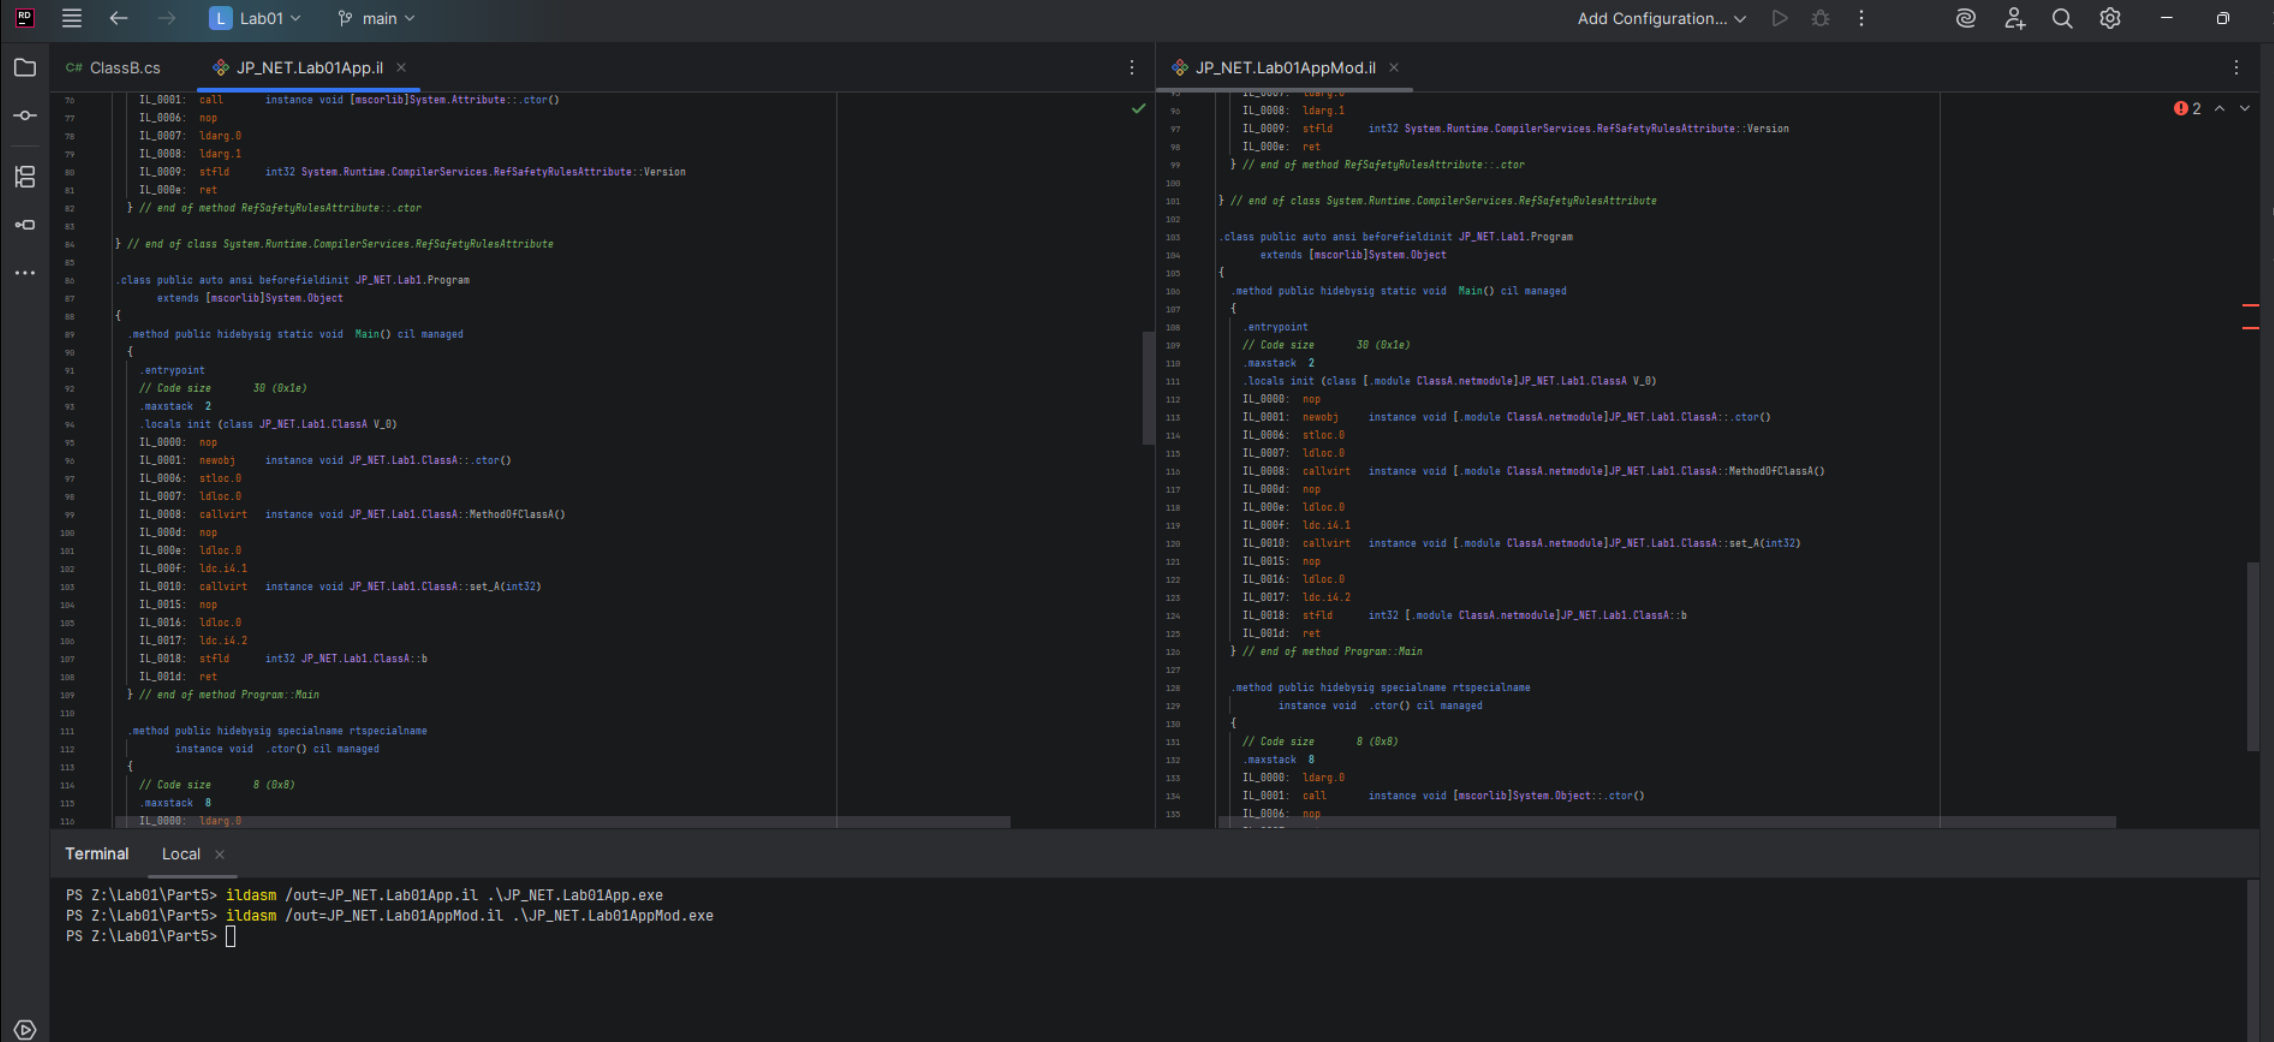 RD L Lab01 main Add Configuration...
C# ClassB.cs JP_NET.Lab01App.il
76 IL_0001: call instance void [mscorlib]System.Attribute::.ctor()
77 IL_0006: nop
78 IL_0007: ldarg.0
79 IL_0008: ldarg.1
80 IL_0009: stfld int32 System.Runtime.CompilerServices.RefSafetyRulesAttribute::Version
81 IL_000e: ret
82 } // end of method RefSafetyRulesAttribute::.ctor
83
84 } // end of class System.Runtime.CompilerServices.RefSafetyRulesAttribute
85
86 .class public auto ansi beforefieldinit JP_NET.Lab1.Program
87 extends [mscorlib]System.Object
88 {
89 .method public hidebysig static void Main() cil managed
90 {
91 .entrypoint
92 // Code size 30 (0x1e)
93 .maxstack 2
94 .locals init (class JP_NET.Lab1.ClassA V_0)
95 IL_0000: nop
96 IL_0001: newobj instance void JP_NET.Lab1.ClassA::.ctor()
97 IL_0006: stloc.0
98 IL_0007: ldloc.0
99 IL_0008: callvirt instance void JP_NET.Lab1.ClassA::MethodOfClassA()
100 IL_000d: nop
101 IL_000e: ldloc.0
102 IL_000f: ldc.i4.1
103 IL_0010: callvirt instance void JP_NET.Lab1.ClassA::set_A(int32)
104 IL_0015: nop
105 IL_0016: ldloc.0
106 IL_0017: ldc.i4.2
107 IL_0018: stfld int32 JP_NET.Lab1.ClassA::b
108 IL_001d: ret
109 } // end of method Program::Main
110
111 .method public hidebysig specialname rtspecialname
112 instance void .ctor() cil managed
113 {
114 // Code size 8 (0x8)
115 .maxstack 8
116 IL_0000: ldarg.0
JP_NET.Lab01AppMod.il
2
95 IL_0007: ldarg.0
96 IL_0008: ldarg.1
97 IL_0009: stfld int32 System.Runtime.CompilerServices.RefSafetyRulesAttribute::Version
98 IL_000e: ret
99 } // end of method RefSafetyRulesAttribute::.ctor
100
101 } // end of class System.Runtime.CompilerServices.RefSafetyRulesAttribute
102
103 .class public auto ansi beforefieldinit JP_NET.Lab1.Program
104 extends [mscorlib]System.Object
105 {
106 .method public hidebysig static void Main() cil managed
107 {
108 .entrypoint
109 // Code size 30 (0x1e)
110 .maxstack 2
111 .locals init (class [.module ClassA.netmodule]JP_NET.Lab1.ClassA V_0)
112 IL_0000: nop
113 IL_0001: newobj instance void [.module ClassA.netmodule]JP_NET.Lab1.ClassA::.ctor()
114 IL_0006: stloc.0
115 IL_0007: ldloc.0
116 IL_0008: callvirt instance void [.module ClassA.netmodule]JP_NET.Lab1.ClassA::MethodOfClassA()
117 IL_000d: nop
118 IL_000e: ldloc.0
119 IL_000f: ldc.i4.1
120 IL_0010: callvirt instance void [.module ClassA.netmodule]JP_NET.Lab1.ClassA::set_A(int32)
121 IL_0015: nop
122 IL_0016: ldloc.0
123 IL_0017: ldc.i4.2
124 IL_0018: stfld int32 [.module ClassA.netmodule]JP_NET.Lab1.ClassA::b
125 IL_001d: ret
126 } // end of method Program::Main
127
128 .method public hidebysig specialname rtspecialname
129 instance void .ctor() cil managed
130 {
131 // Code size 8 (0x8)
132 .maxstack 8
133 IL_0000: ldarg.0
134 IL_0001: call instance void [mscorlib]System.Object::.ctor()
135 IL_0006: nop
Terminal Local
PS Z:\Lab01\Part5> ildasm /out=JP_NET.Lab01App.il .\JP_NET.Lab01App.exe
PS Z:\Lab01\Part5> ildasm /out=JP_NET.Lab01AppMod.il .\JP_NET.Lab01AppMod.exe
PS Z:\Lab01\Part5>